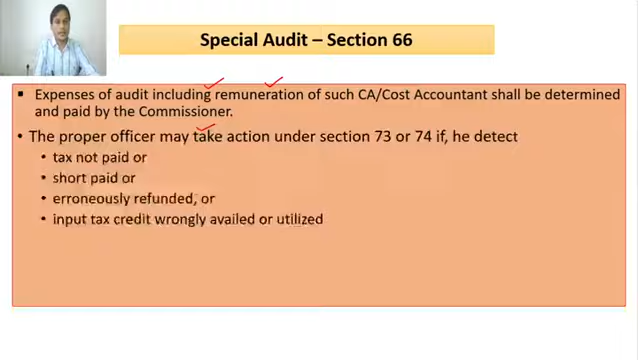 Special Audit – Section 66
▪ Expenses of audit including remuneration of such CA/Cost Accountant shall be determined
and paid by the Commissioner.
• The proper officer may take action under section 73 or 74 if, he detect
• tax not paid or
• short paid or
• erroneously refunded, or
• input tax credit wrongly availed or utilized